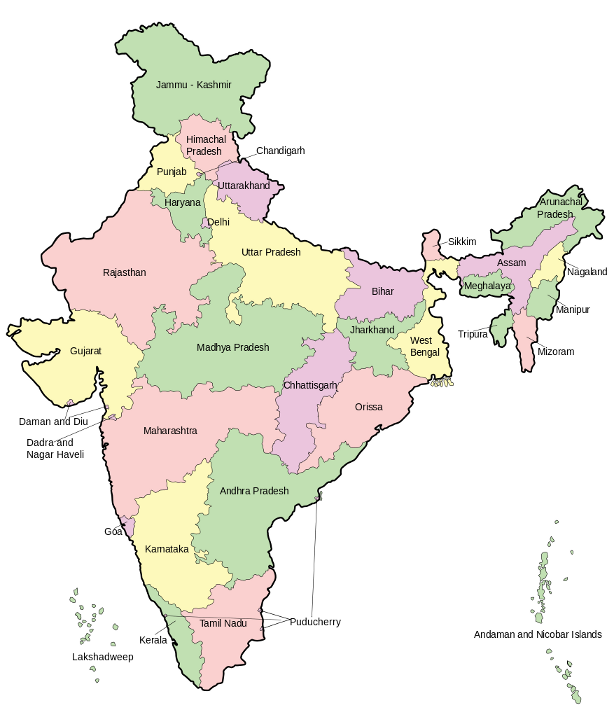 Jammu - Kashmir
Himachal
Pradesh
Chandigarh
Punjab
Uttarakhand
Haryana
Delhi
Arunachal
Pradesh
Sikkim
Uttar Pradesh
Assam
Rajasthan
Nagaland
Meghalaya
Bihar
Manipur
Jharkhand
Tripura
West
Bengal
Madhya Pradesh
Gujarat
Mizoram
Chhattisgarh
Orissa
Daman and Diu
Maharashtra
Dadra and
Nagar Haveli
Andhra Pradesh
Goa
Karnataka
Puducherry
Tamil Nadu
Andaman and Nicobar Islands
Kerala
Lakshadweep